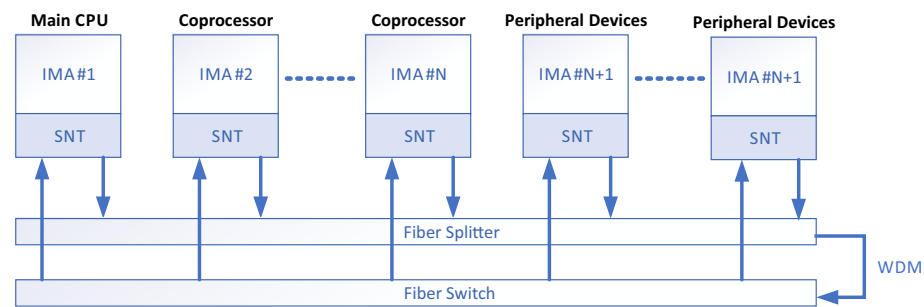 Main CPU
Coprocessor
Coprocessor
Peripheral Devices
Peripheral Devices
IMA#1
IMA#2
IMA#N
IMA#N+1
IMA#N+1
SNT
SNT
SNT
SNT
SNT
Fiber Splitter
WDM
Fiber Switch